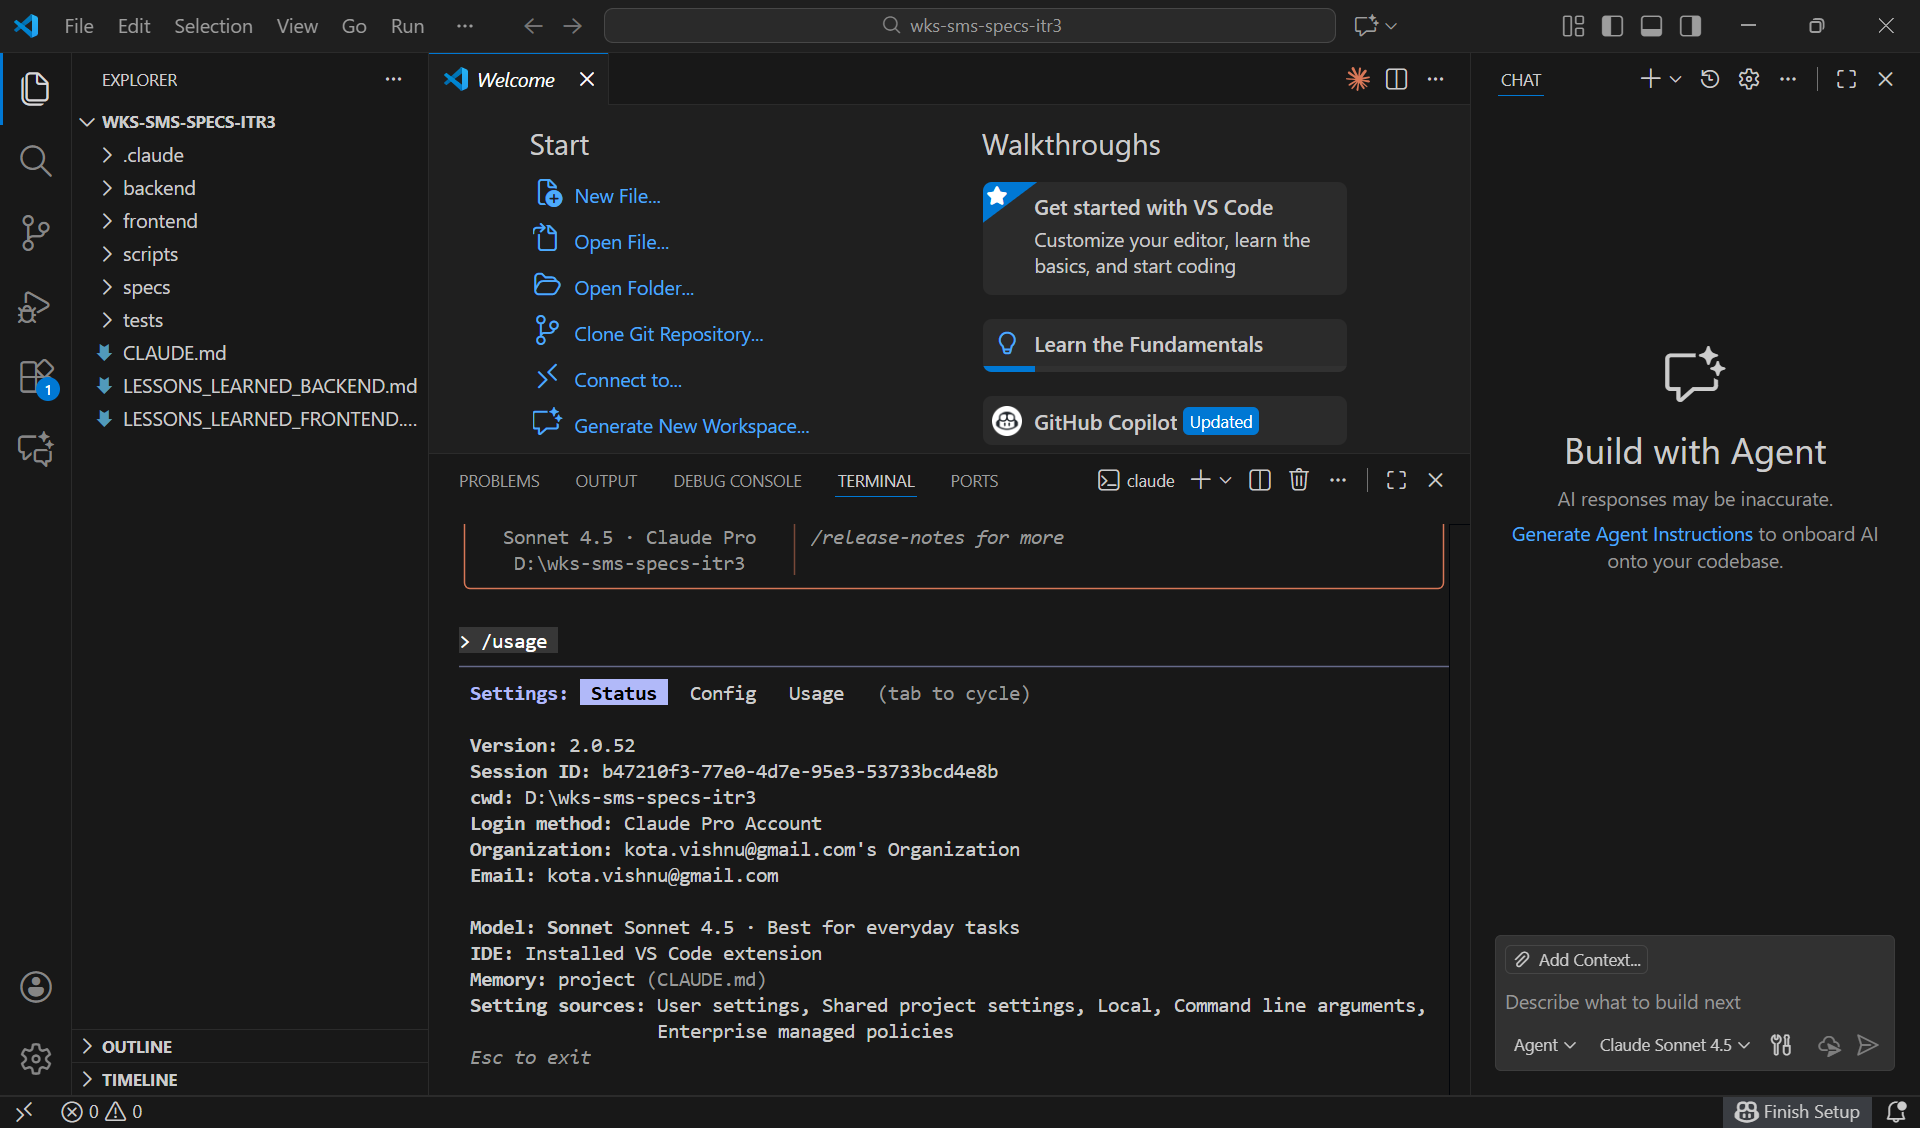 File Edit Selection View Go Run ···
wks-sms-specs-itr3
EXPLORER
WKS-SMS-SPECS-ITR3
.claude
backend
frontend
scripts
specs
tests
CLAUDE.md
LESSONS_LEARNED_BACKEND.md
LESSONS_LEARNED_FRONTEND....
OUTLINE
TIMELINE
1
Welcome
Start
New File...
Open File...
Open Folder...
Clone Git Repository...
Connect to...
Generate New Workspace...
Walkthroughs
Get started with VS Code
Customize your editor, learn the
basics, and start coding
Learn the Fundamentals
GitHub Copilot Updated
PROBLEMS OUTPUT DEBUG CONSOLE TERMINAL PORTS
claude
Sonnet 4.5 · Claude Pro
D:\wks-sms-specs-itr3
/release-notes for more
> /usage
Settings: Status Config Usage (tab to cycle)
Version: 2.0.52
Session ID: b47210f3-77e0-4d7e-95e3-53733bcd4e8b
cwd: D:\wks-sms-specs-itr3
Login method: Claude Pro Account
Organization: kota.vishnu@gmail.com's Organization
Email: kota.vishnu@gmail.com
Model: Sonnet Sonnet 4.5 · Best for everyday tasks
IDE: Installed VS Code extension
Memory: project (CLAUDE.md)
Setting sources: User settings, Shared project settings, Local, Command line arguments,
Enterprise managed policies
Esc to exit
CHAT
Build with Agent
AI responses may be inaccurate.
Generate Agent Instructions to onboard AI
onto your codebase.
Add Context...
Describe what to build next
Agent Claude Sonnet 4.5
0 0
Finish Setup